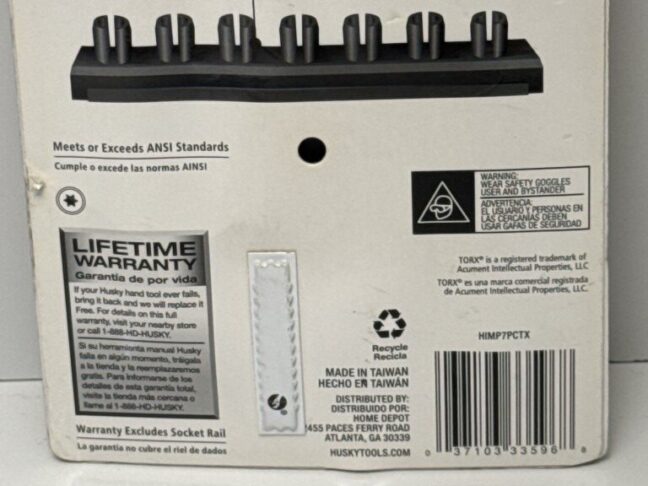 Meets or Exceeds ANSI Standards
Cumple o excede las normas AINSI
WARNING:
WEAR SAFETY GOGGLES
USER AND BYSTANDER
ADVERTENCIA:
EL USUARIO Y PERSONAS EN
LAS CERCANÍAS DEBEN
USAR GAFAS DE SEGURIDAD
LIFETIME
WARRANTY
Garantía de por vida
If your Husky hand tool ever fails,
bring it back and we will replace it
Free. For details on this full
warranty, visit your nearby store
or call 1-888-HD-HUSKY.
Si su herramienta manual Husky
falla en algún momento, tráigala
a la tienda y la reemplazaremos
gratis. Para informarse de los
detalles de esta garantía total,
visite la tienda más cercana o
llame al 1-888-HD-HUSKY.
Warranty Excludes Socket Rail
La garantía no cubre el riel de dados
TORX® is a registered trademark of
Acument Intellectual Properties, LLC
TORX® es una marca comercial registrada
de Acument Intellectual Properties, LLC.
Recycle
Recicla
MADE IN TAIWAN
HECHO EN TAIWÁN
DISTRIBUTED BY:
DISTRIBUIDO POR:
HOME DEPOT
2455 PACES FERRY ROAD
ATLANTA, GA 30339
HUSKYTOOLS.COM
HIMP7PCTX
0 37103 33596 8